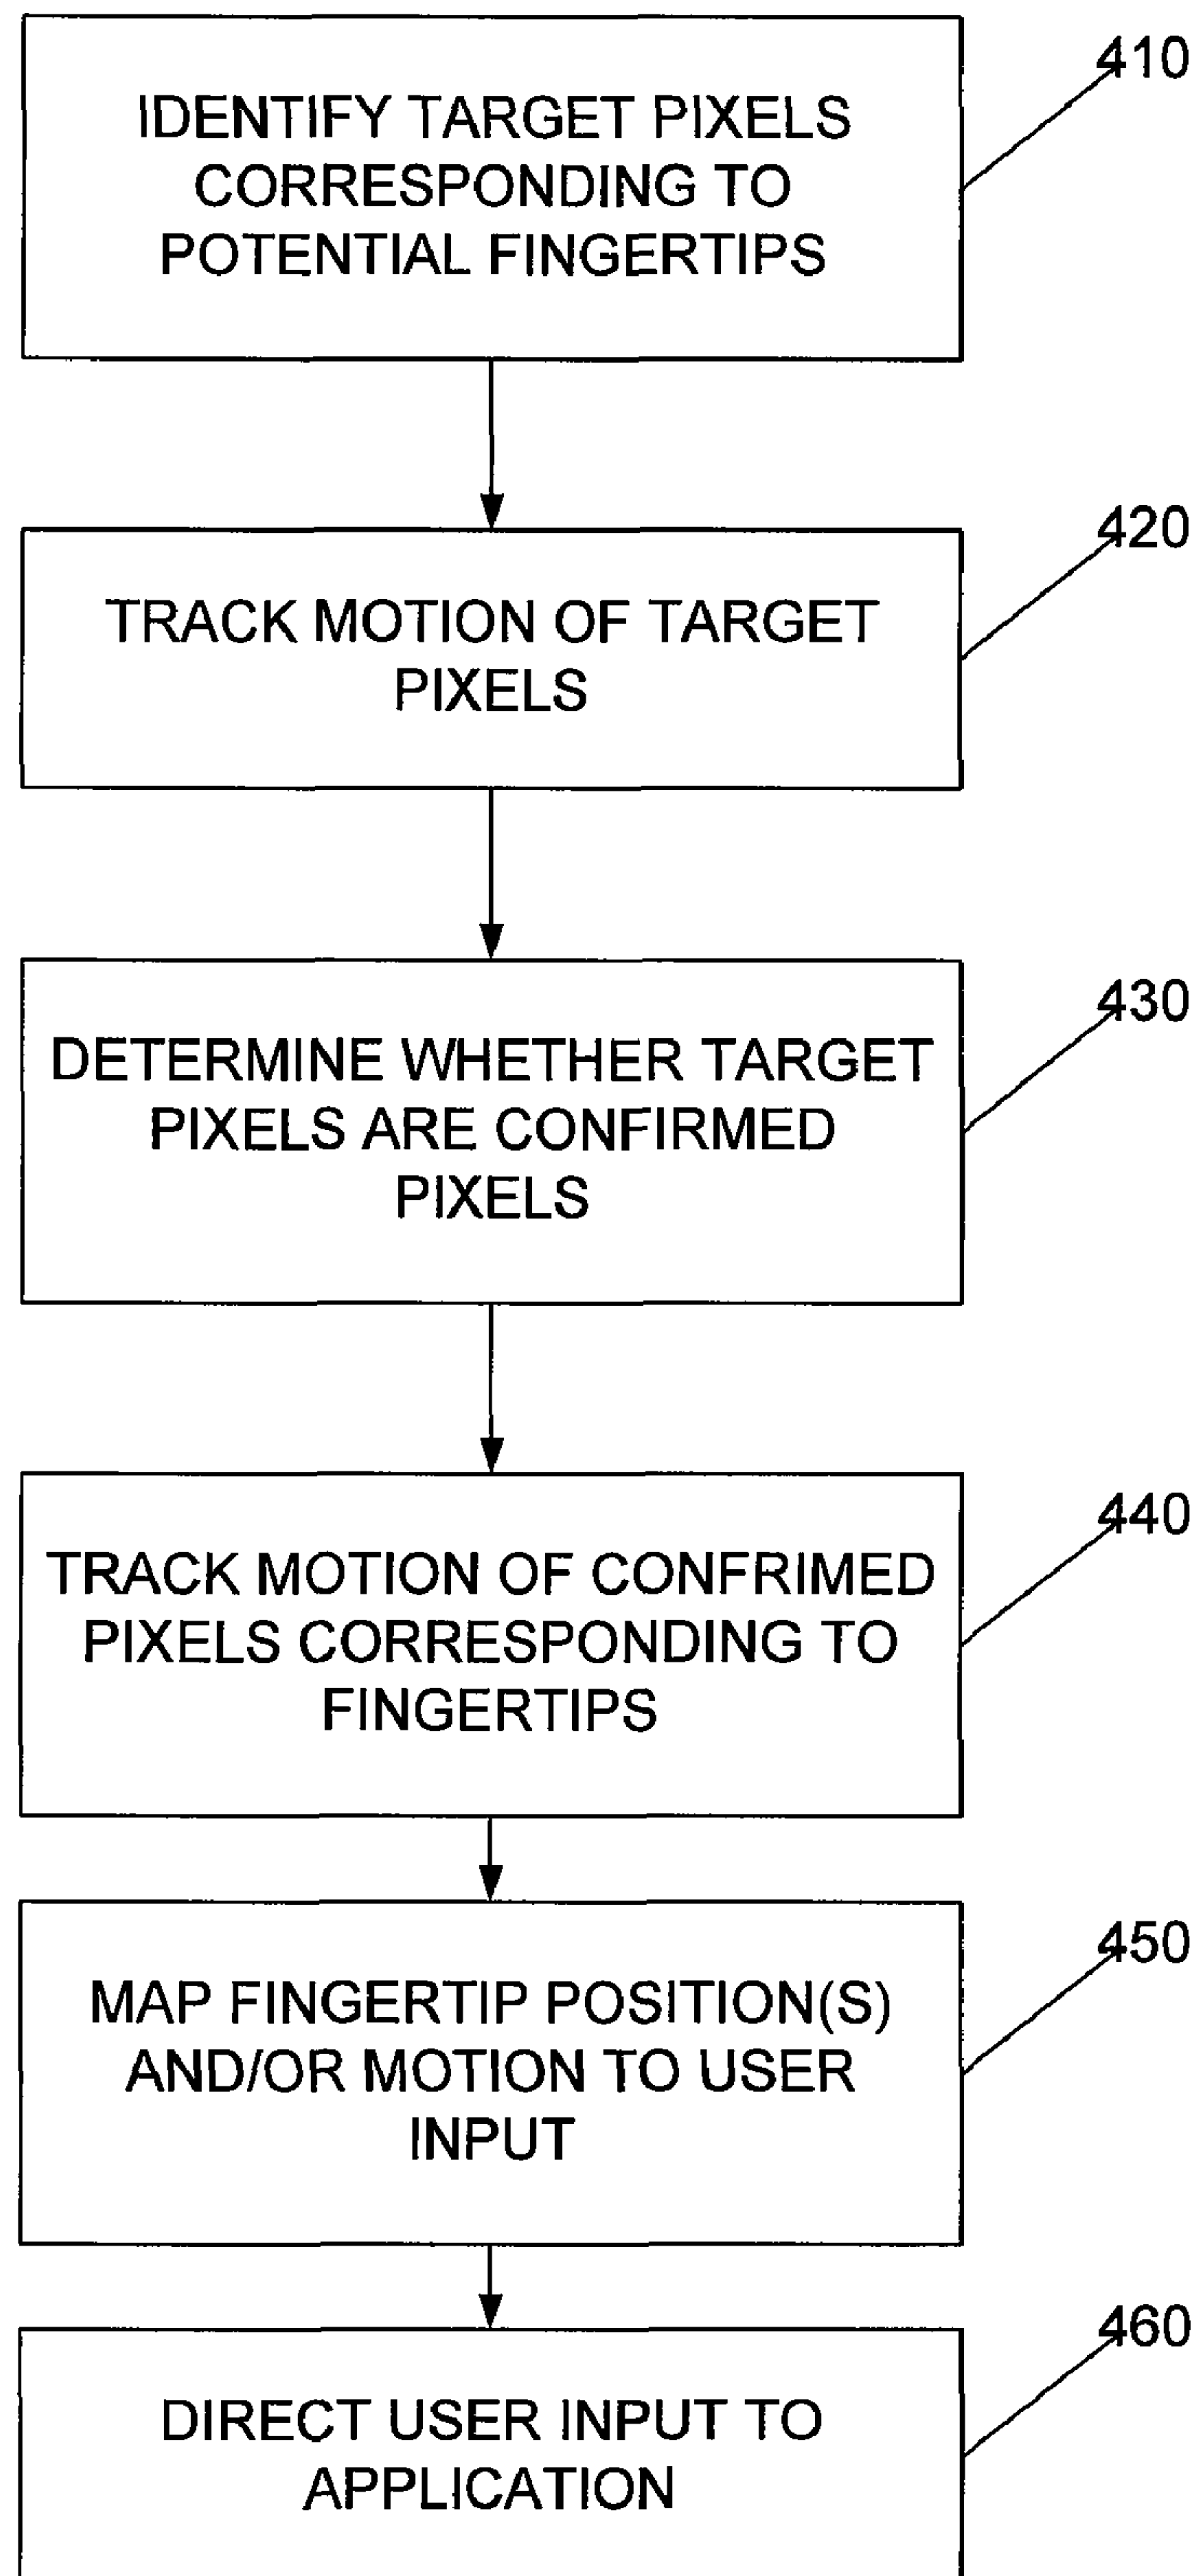 410
IDENTIFY TARGET PIXELS
CORRESPONDING TO
POTENTIAL FINGERTIPS
420
TRACK MOTION OF TARGET
PIXELS
430
DETERMINE WHETHER TARGET
PIXELS ARE CONFIRMED
PIXELS
440
TRACK MOTION OF CONFRIMED
PIXELS CORRESPONDING TO
FINGERTIPS
450
MAP FINGERTIP POSITION(S)
AND/OR MOTION TO USER
INPUT
460
DIRECT USER INPUT TO
APPLICATION